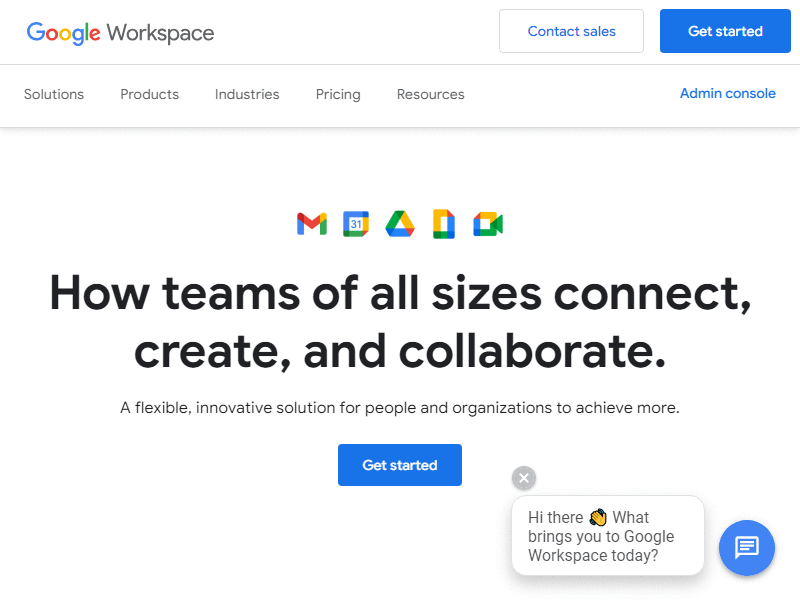 Google Workspace
Contact sales
Get started
Solutions
Products
Industries
Pricing
Resources
Admin console
31
How teams of all sizes connect,
create, and collaborate.
A flexible, innovative solution for people and organizations to achieve more.
Get started
Hi there 👋 What
brings you to Google
Workspace today?